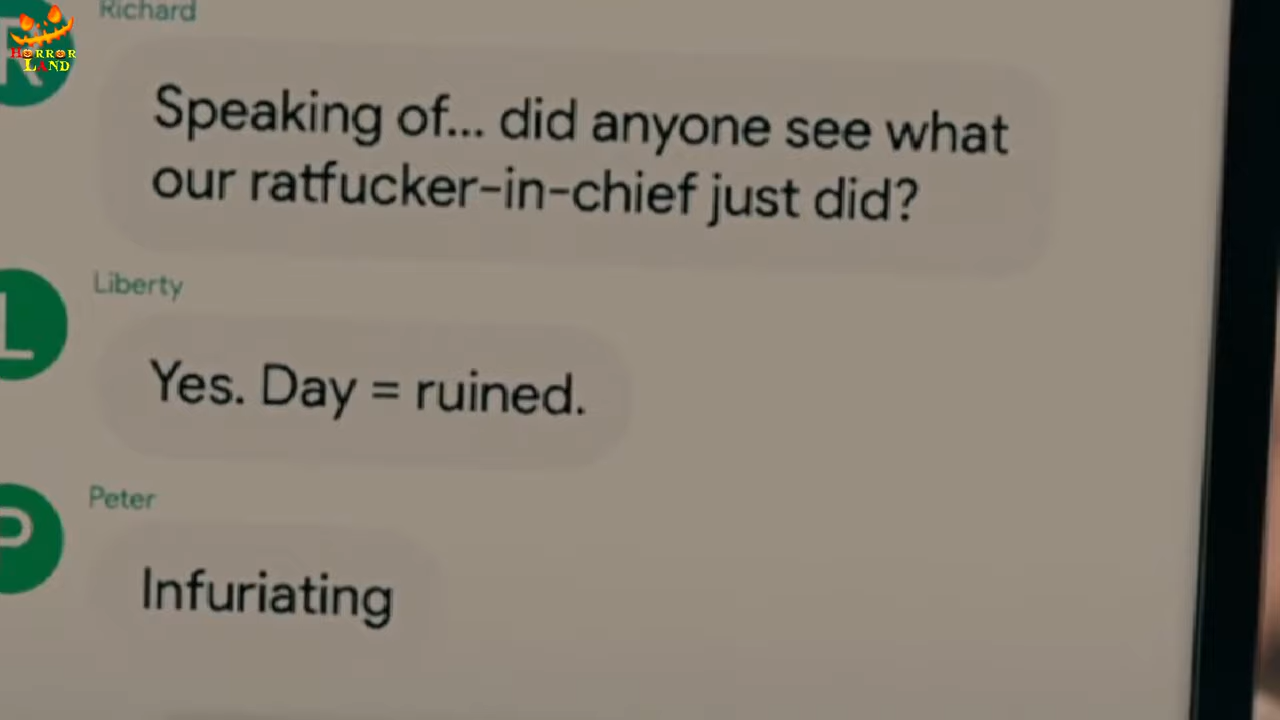 Richard
HORROR
LAND
Speaking of... did anyone see what
our ratfucker-in-chief just did?
L
Liberty
Yes. Day = ruined.
P
Peter
Infuriating